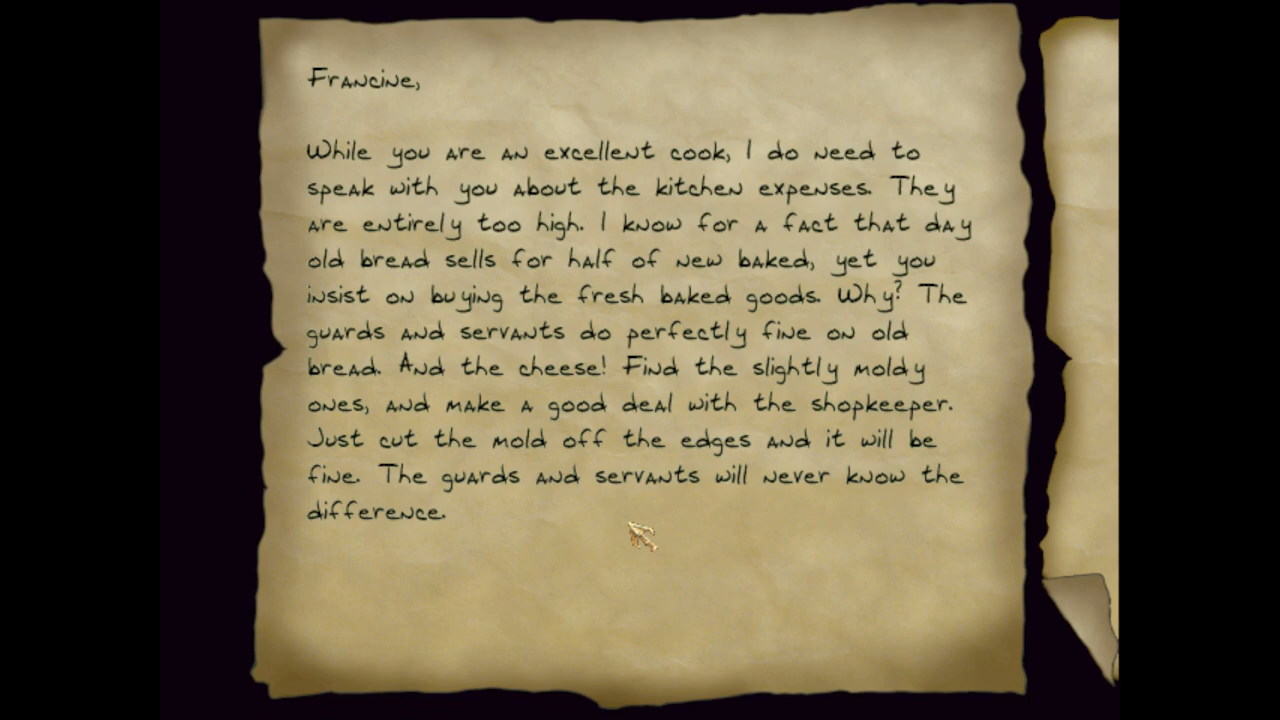 Francine,
While you are an excellent cook, I do need to
speak with you about the kitchen expenses. They
are entirely too high. I know for a fact that day
old bread sells for half of new baked, yet you
insist on buying the fresh baked goods. Why? The
guards and servants do perfectly fine on old
bread. And the cheese! Find the slightly moldy
ones, and make a good deal with the shopkeeper.
Just cut the mold off the edges and it will be
fine. The guards and servants will never know the
difference.